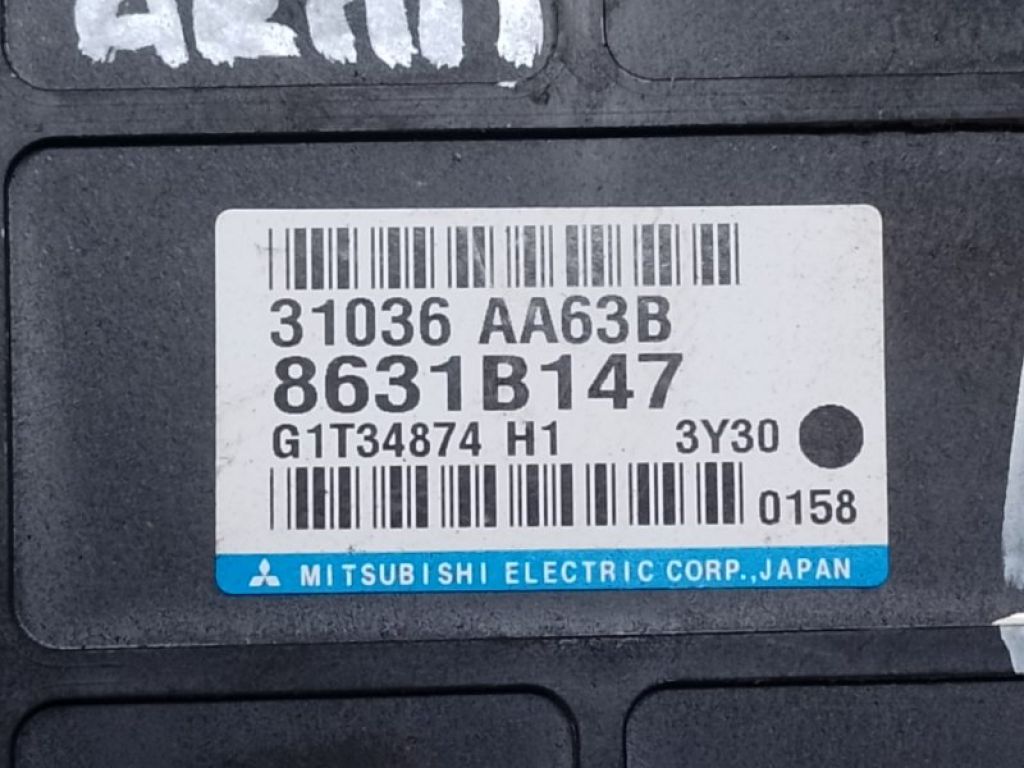 31036 AA63B
8631B147
G1T34874 H1 3Y30
0158
MITSUBISHI ELECTRIC CORP.,JAPAN